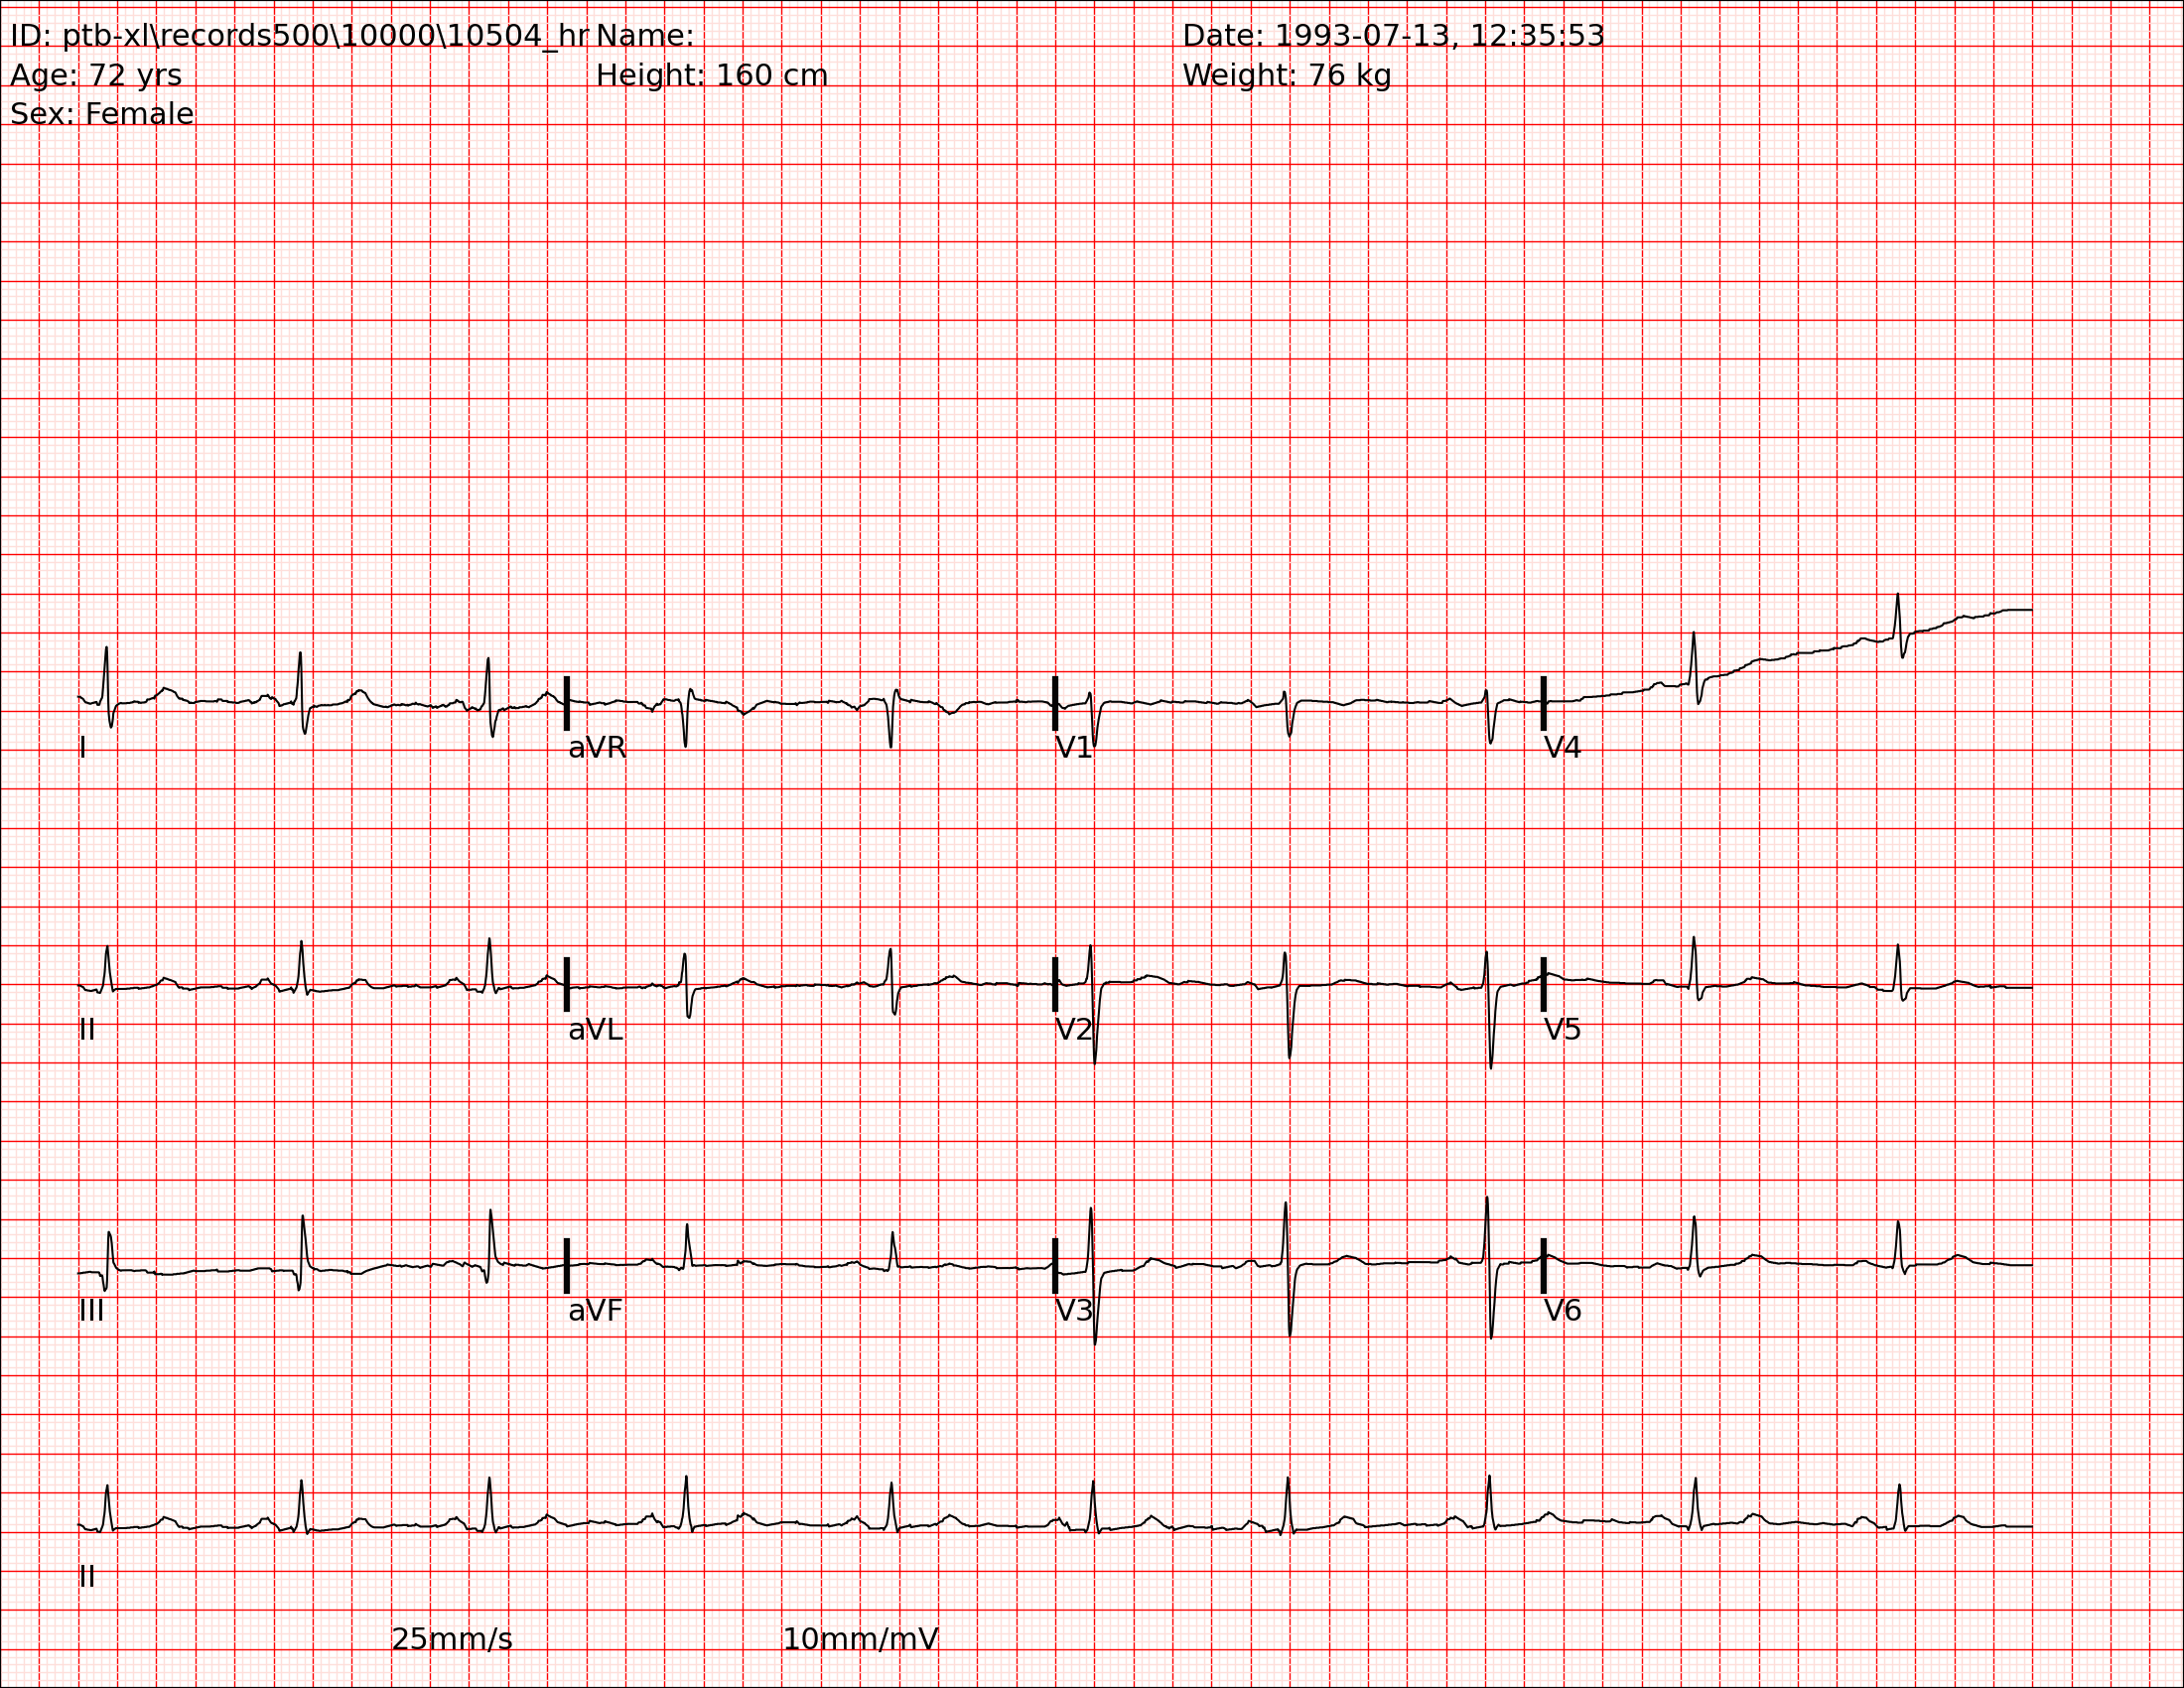 ID: ptb-xl\records500\10000\10504_hr Name: Date: 1993-07-13, 12:35:53
Age: 72 yrs Height: 160 cm Weight: 76 kg
Sex: Female
I aVR V1 V4
II aVL V2 V5
III aVF V3 V6
II
25mm/s 10mm/mV